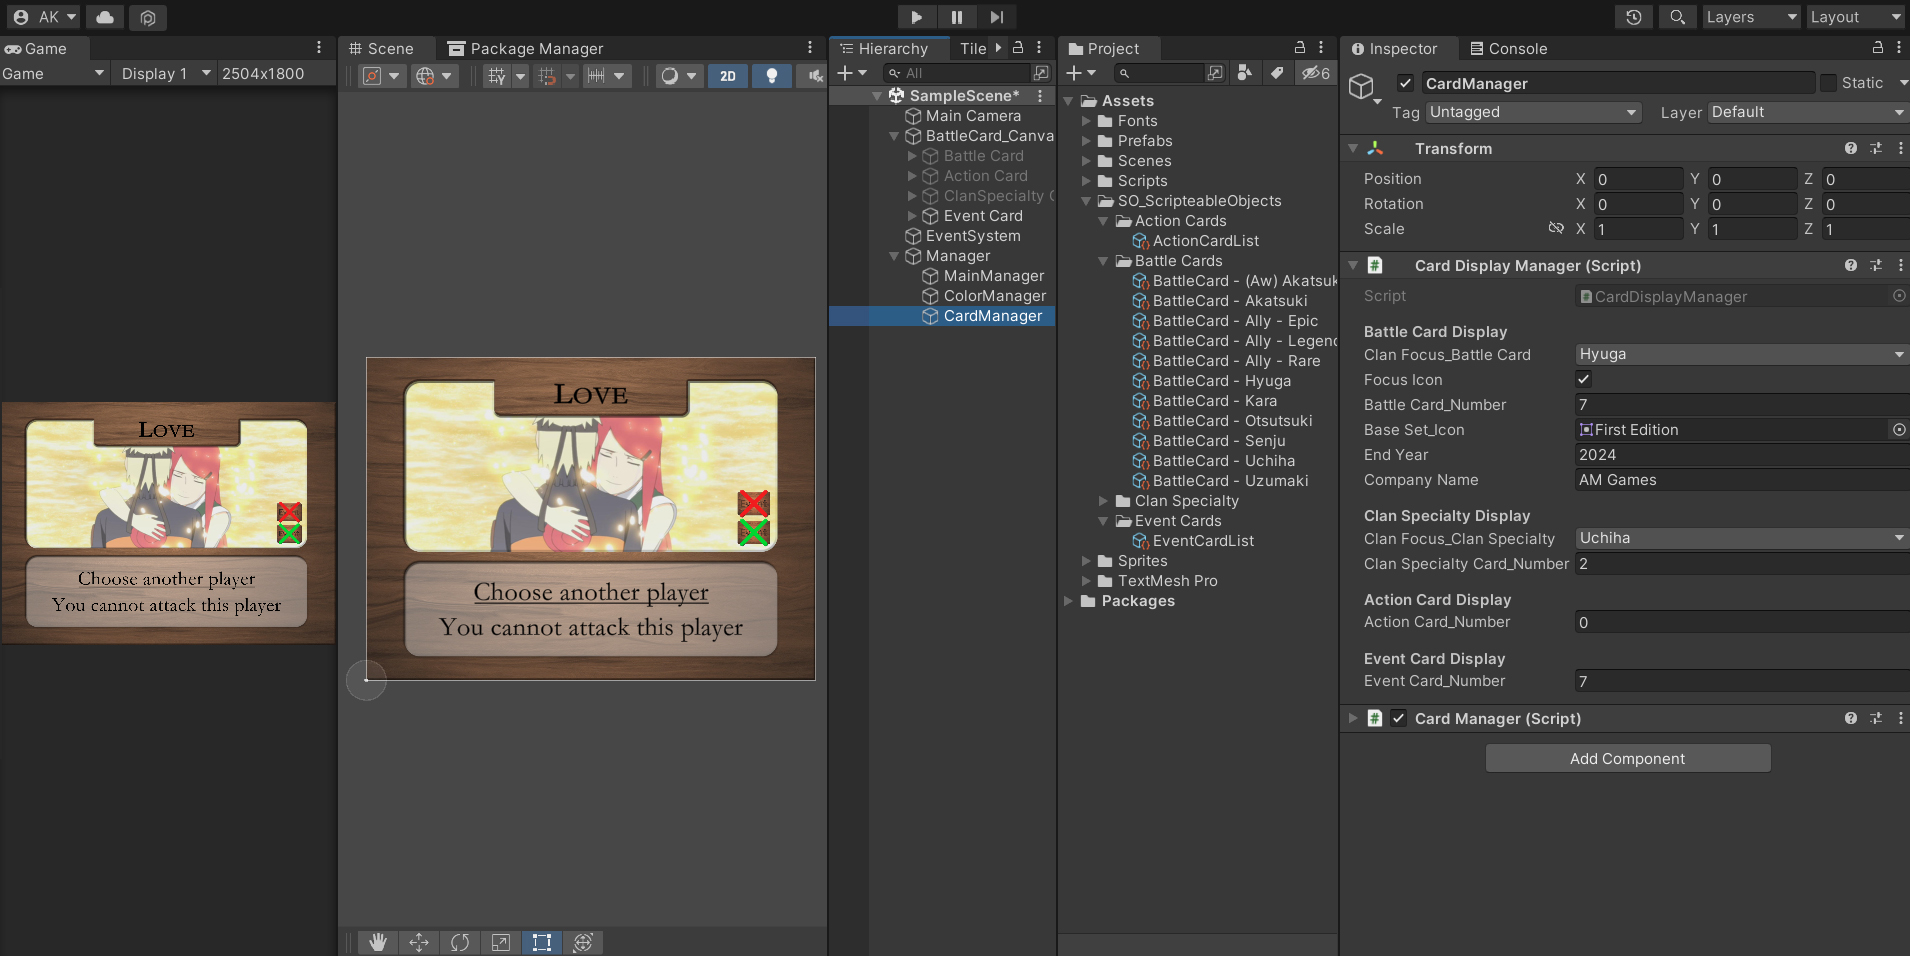 AK
Layers
Layout
Game
Scene
Package Manager
Hierarchy
Tile
Project
Inspector
Console
Game
Display 1
2504x1800
2D
All
6
CardManager
Static
Tag
Untagged
Layer
Default
SampleScene*
Main Camera
BattleCard_Canva
Battle Card
Action Card
ClanSpecialty C
Event Card
EventSystem
Manager
MainManager
ColorManager
CardManager
Assets
Fonts
Prefabs
Scenes
Scripts
SO_ScripteableObjects
Action Cards
ActionCardList
Battle Cards
BattleCard - (Aw) Akatsuk
BattleCard - Akatsuki
BattleCard - Ally - Epic
BattleCard - Ally - Legend
BattleCard - Ally - Rare
BattleCard - Hyuga
BattleCard - Kara
BattleCard - Otsutsuki
BattleCard - Senju
BattleCard - Uchiha
BattleCard - Uzumaki
Clan Specialty
Event Cards
EventCardList
Sprites
TextMesh Pro
Packages
Transform
Position X 0 Y 0 Z 0
Rotation X 0 Y 0 Z 0
Scale X 1 Y 1 Z 1
Card Display Manager (Script)
Script CardDisplayManager
Battle Card Display
Clan Focus_Battle Card Hyuga
Focus Icon
Battle Card_Number 7
Base Set_Icon First Edition
End Year 2024
Company Name AM Games
Clan Specialty Display
Clan Focus_Clan Specialty Uchiha
Clan Specialty Card_Number 2
Action Card Display
Action Card_Number 0
Event Card Display
Event Card_Number 7
Card Manager (Script)
Add Component
LOVE
Choose another player
You cannot attack this player
LOVE
Choose another player
You cannot attack this player